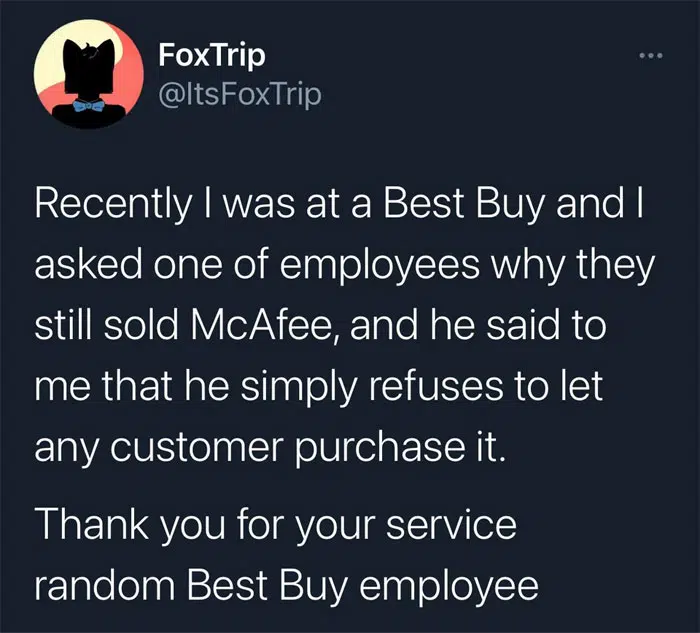 FoxTrip
@ItsFoxTrip
Recently I was at a Best Buy and I
asked one of employees why they
still sold McAfee, and he said to
me that he simply refuses to let
any customer purchase it.
Thank you for your service
random Best Buy employee